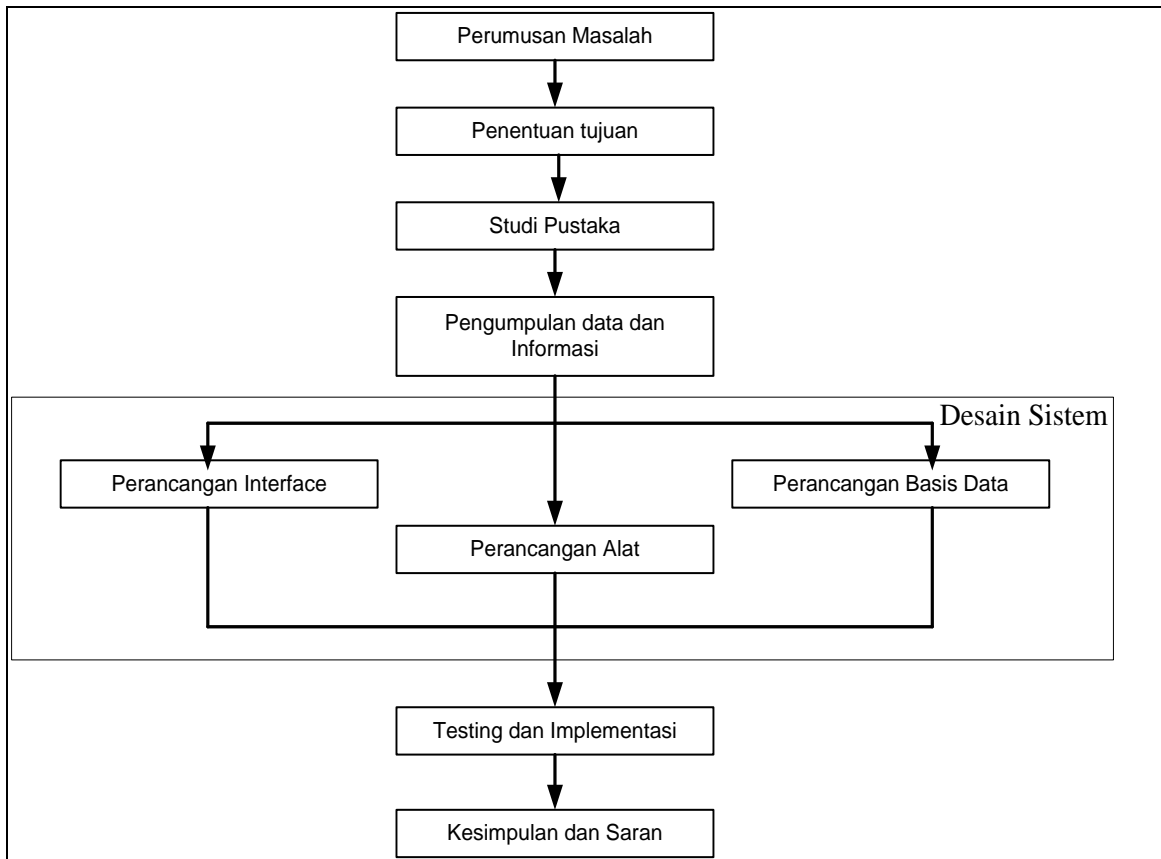 Perumusan Masalah
Penentuan tujuan
Studi Pustaka
Pengumpulan data dan
Informasi
Desain Sistem
Perancangan Interface
Perancangan Basis Data
Perancangan Alat
Testing dan Implementasi
Kesimpulan dan Saran